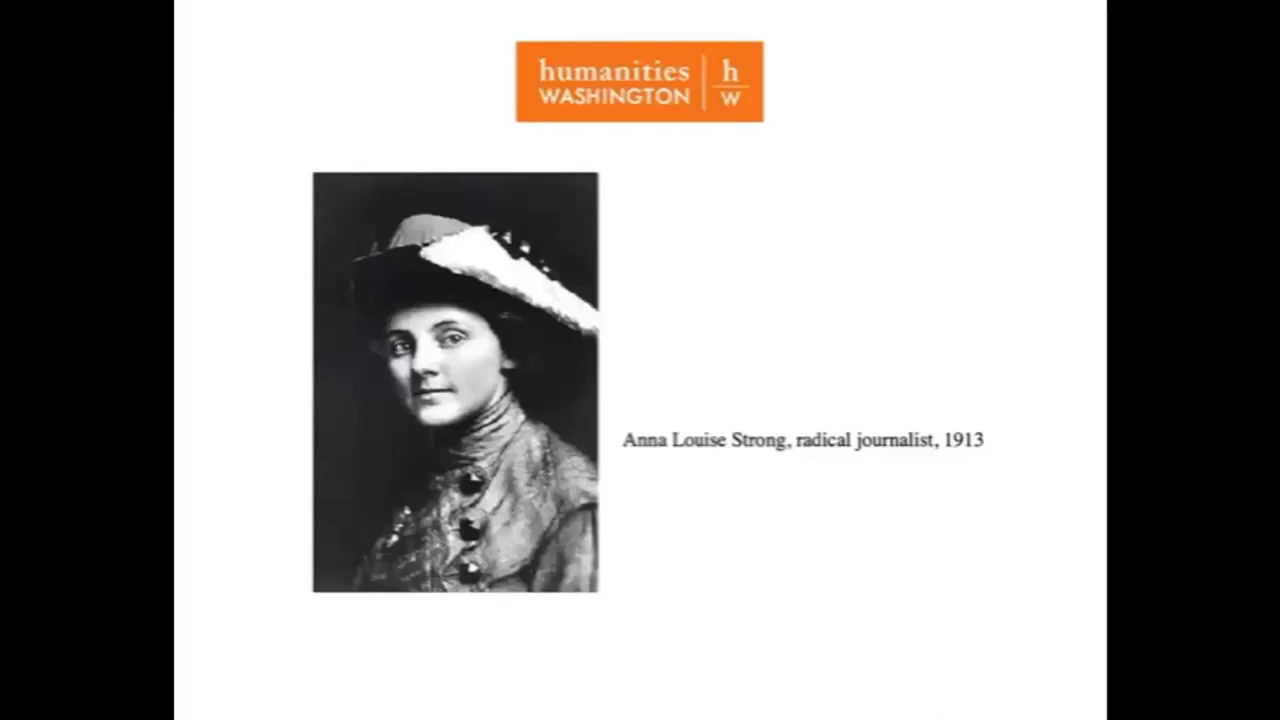 humanities
WASHINGTON
h
w
Anna Louise Strong, radical journalist, 1913